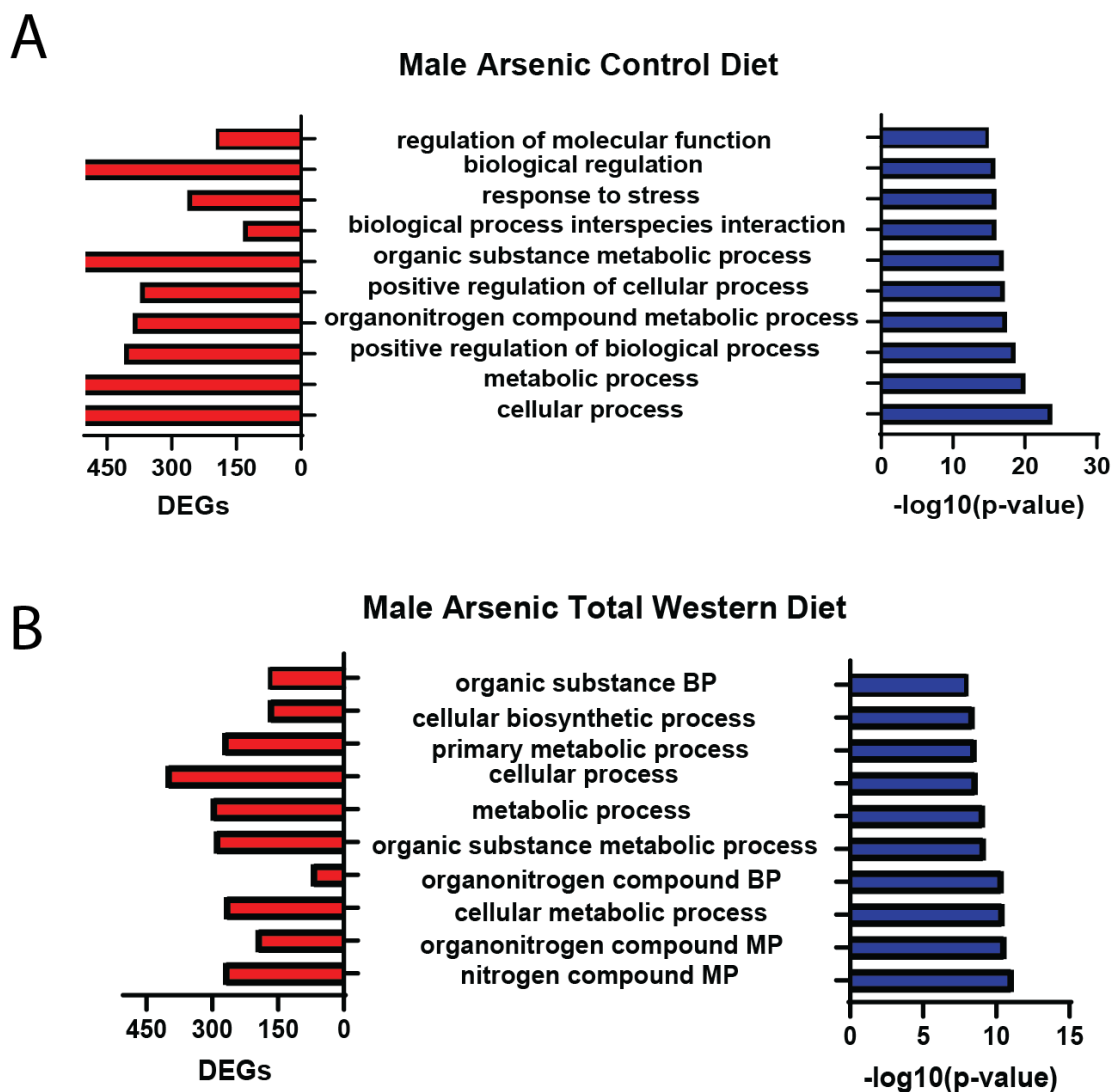 A
Male Arsenic Control Diet
regulation of molecular function
biological regulation
response to stress
biological process interspecies interaction
organic substance metabolic process
positive regulation of cellular process
organonitrogen compound metabolic process
positive regulation of biological process
metabolic process
cellular process
450 300 150 0
DEGs
0 10 20 30
-log10(p-value)
B
Male Arsenic Total Western Diet
organic substance BP
cellular biosynthetic process
primary metabolic process
cellular process
metabolic process
organic substance metabolic process
organonitrogen compound BP
cellular metabolic process
organonitrogen compound MP
nitrogen compound MP
450 300 150 0
DEGs
0 5 10 15
-log10(p-value)